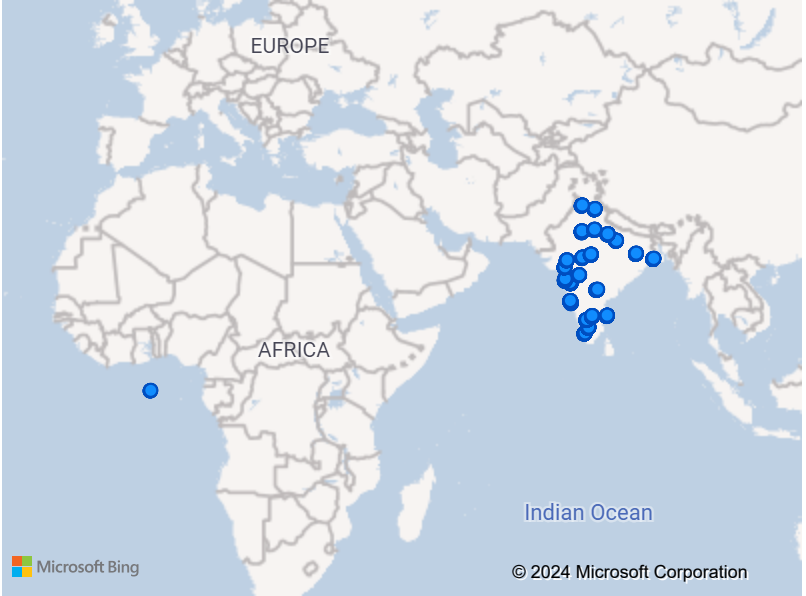 EUROPE
AFRICA
Indian Ocean
Microsoft Bing
© 2024 Microsoft Corporation